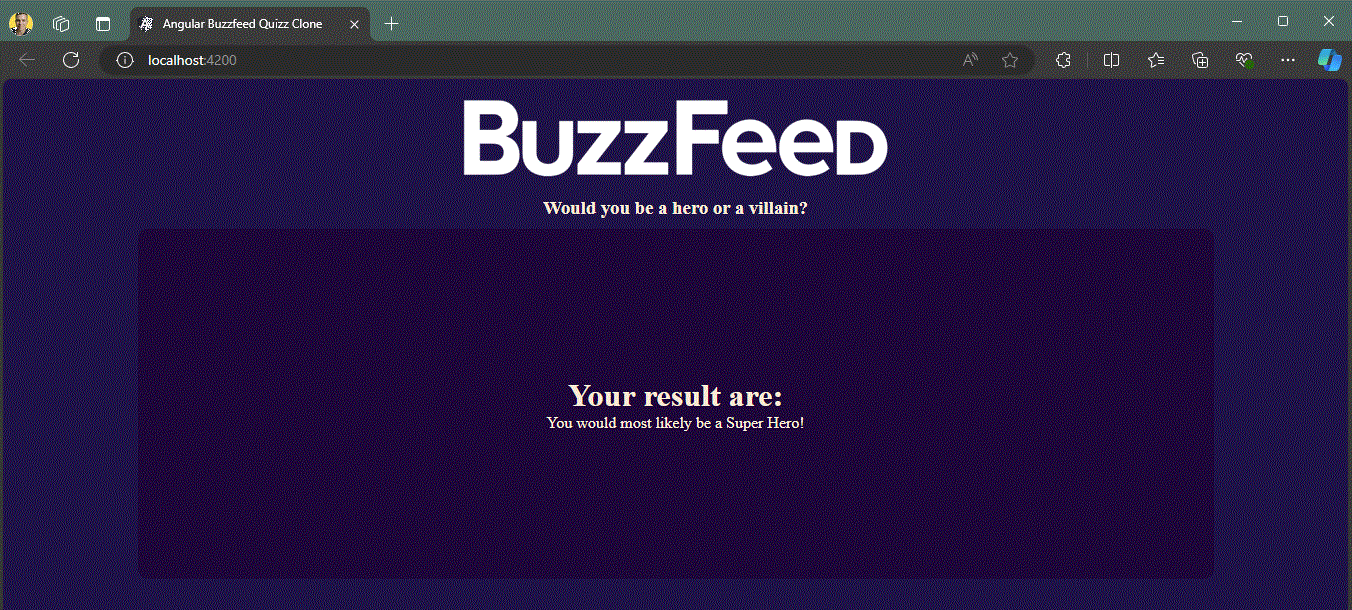 Angular Buzzfeed Quizz Clone
localhost:4200
BuzzFeed
Would you be a hero or a villain?
Your result are:
You would most likely be a Super Hero!